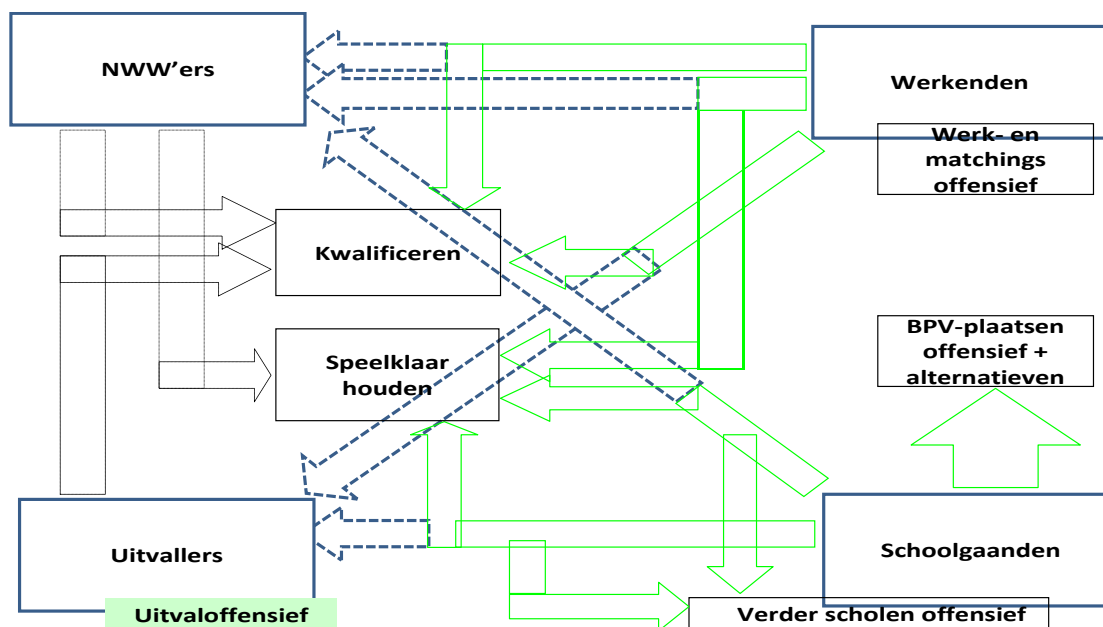 NWW'ers
Werkenden
Werk- en
matchings
offensief
Kwalificeren
Speelklaar
houden
BPV-plaatsen
offensief +
alternatieven
Uitvallers
Uitvaloffensief
Schoolgaanden
Verder scholen offensief